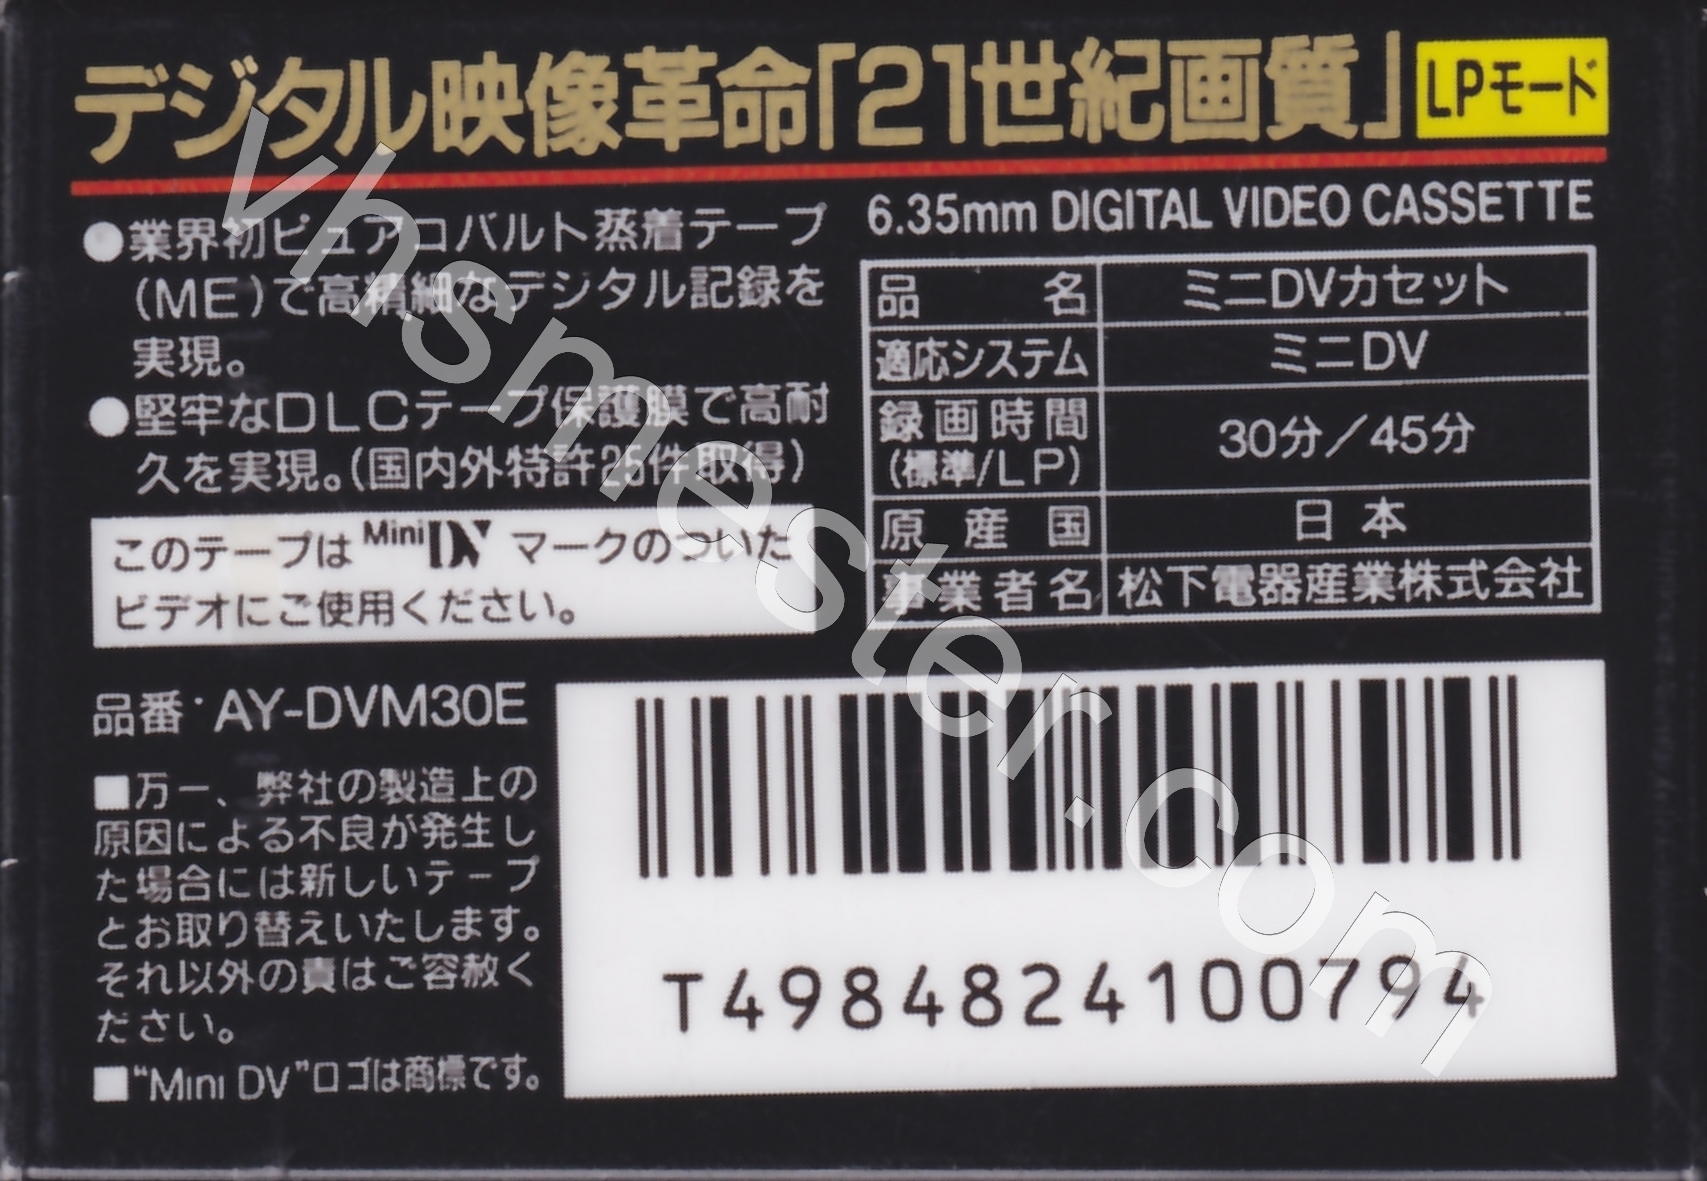 デジタル映像革命「21世紀画質」 LPモード
●業界初ピュアコバルト蒸着テープ
(ME)で高精細なデジタル記録を
実現。
●堅牢なDLCテープ保護膜で高耐
久を実現。(国内外特許25件取得)
このテープは Mini DV マークのついた
ビデオにご使用ください。
6.35mm DIGITAL VIDEO CASSETTE
品名 ミニDVカセット
適応システム ミニDV
録画時間 30分/45分
(標準/LP)
原産国 日本
事業者名 松下電器産業株式会社
品番・AY-DVM30E
■万一、弊社の製造上の
原因による不良が発生し
た場合には新しいテープ
とお取り替えいたします。
それ以外の責はご容赦く
ださい。
■“Mini DV”ロゴは商標です。
T4984824100794
vhsmester.com